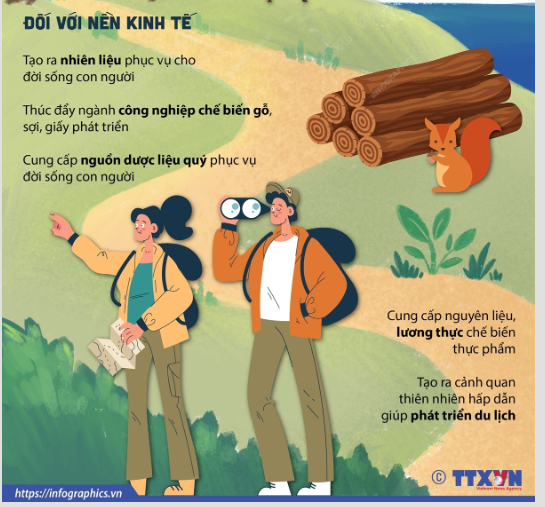 ĐỐI VỚI NỀN KINH TẾ
Tạo ra nhiên liệu phục vụ cho
đời sống con người
Thúc đẩy ngành công nghiệp chế biến gỗ,
sợi, giấy phát triển
Cung cấp nguồn dược liệu quý phục vụ
đời sống con người
Cung cấp nguyên liệu,
lương thực chế biến
thực phẩm
Tạo ra cảnh quan
thiên nhiên hấp dẫn
giúp phát triển du lịch
© TTXVN
Vietnam News Agency
https://infographics.vn